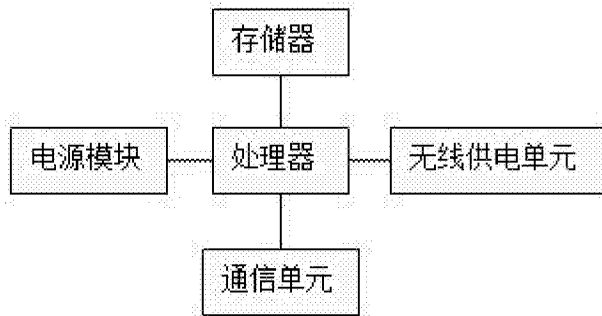 存储器
电源模块
处理器
无线供电单元
通信单元